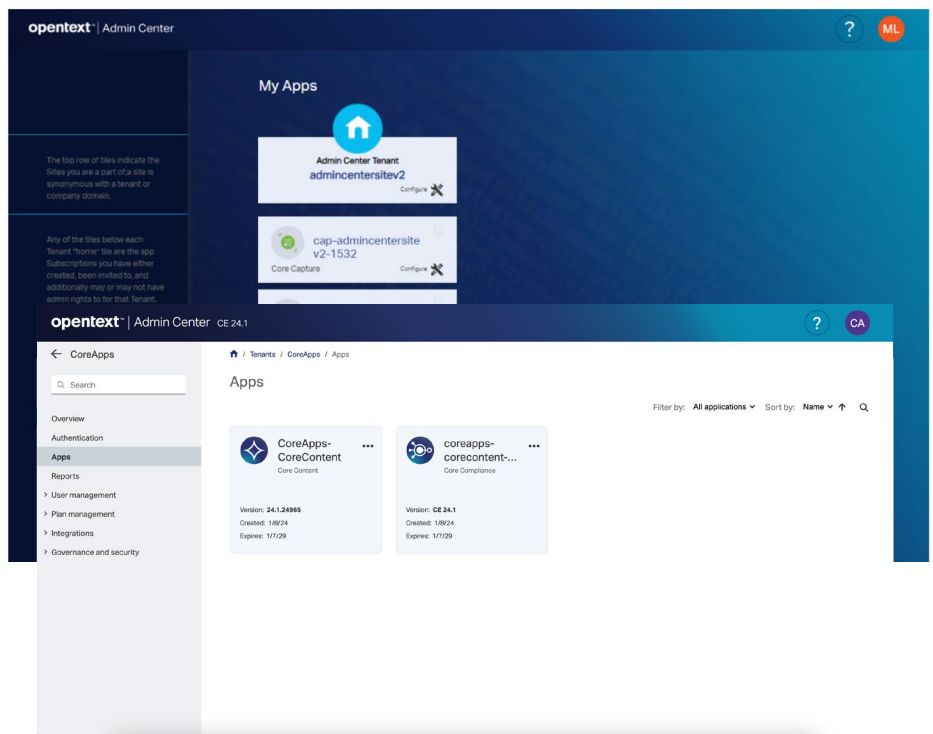 opentext™ | Admin Center
?
ML
The top row of tiles indicate the
Sites you are a part of;a site is
synonymous with a tenant or
company domain.
Any of the tiles below each
Tenant "home" tile are the app
Subscriptions you have either
created, been invited to, and
additionally may or may not have
admin rights to for that Tenant.
My Apps
Admin Center Tenant
admincentersitev2
Configure
cap-admincentersite
v2-1532
Core Capture
Configure
opentext™ | Admin Center CE 24.1
?
CA
CoreApps
Search
Overview
Authentication
Apps
Reports
User management
Plan management
Integrations
Governance and security
/ Tenants / CoreApps / Apps
Apps
Filter by: All applications Sort by: Name
CoreApps-
CoreContent
Core Content
Version: 24.1.24965
Created: 1/8/24
Expires: 1/7/29
coreapps-
corecontent-...
Core Compliance
Version: CE 24.1
Created: 1/8/24
Expires: 1/7/29